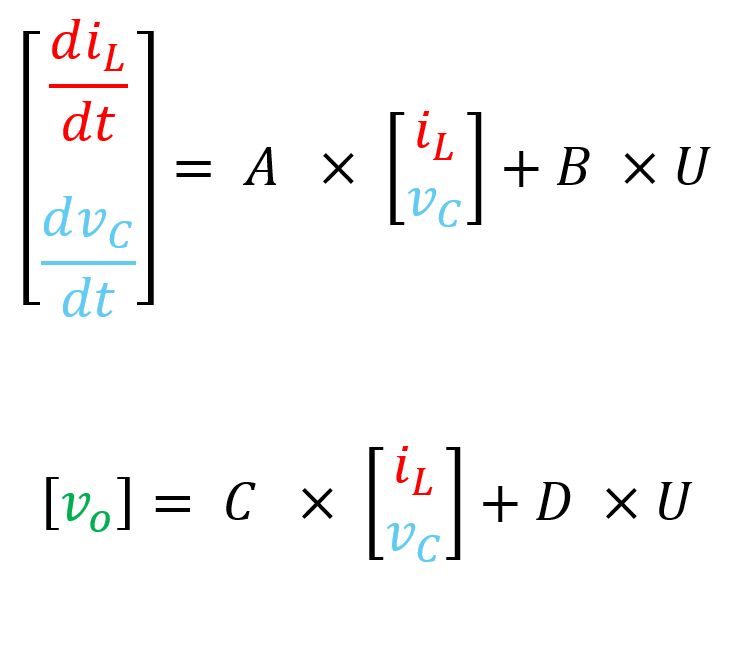 [di_L/dt dv_C/dt] = A × [i_L v_C] + B × U
[v_o] = C × [i_L v_C] + D × U